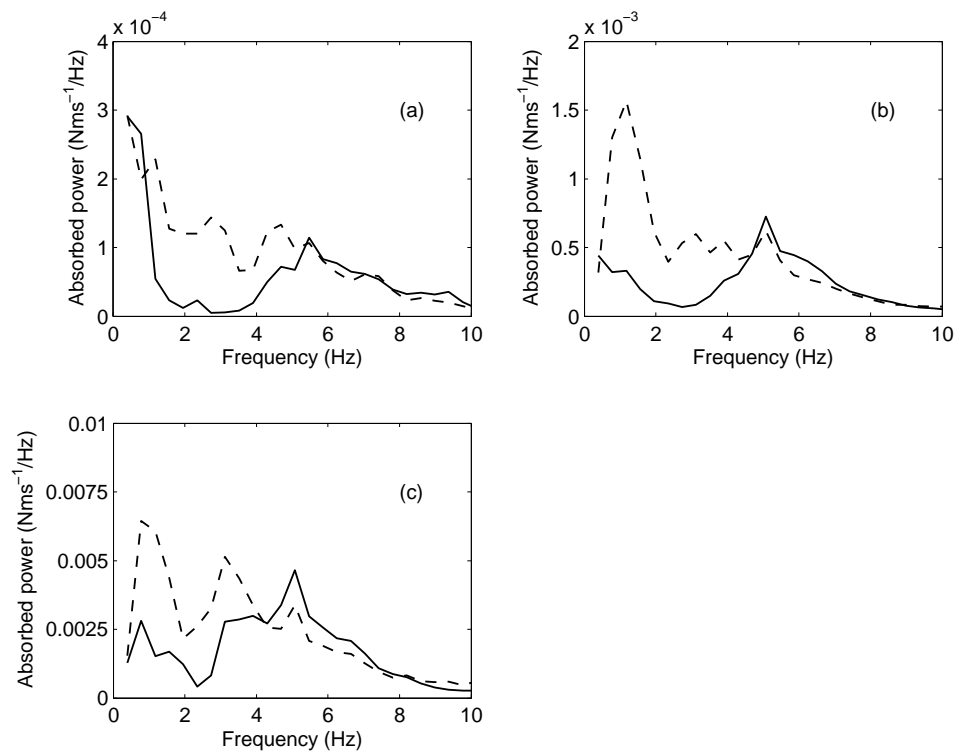 x 10⁻⁴
4
3
2
1
0
Absorbed power (Nms⁻¹/Hz)
(a)
0 2 4 6 8 10
Frequency (Hz)
x 10⁻³
2
1.5
1
0.5
0
Absorbed power (Nms⁻¹/Hz)
(b)
0 2 4 6 8 10
Frequency (Hz)
0.01
0.0075
0.005
0.0025
0
Absorbed power (Nms⁻¹/Hz)
(c)
0 2 4 6 8 10
Frequency (Hz)